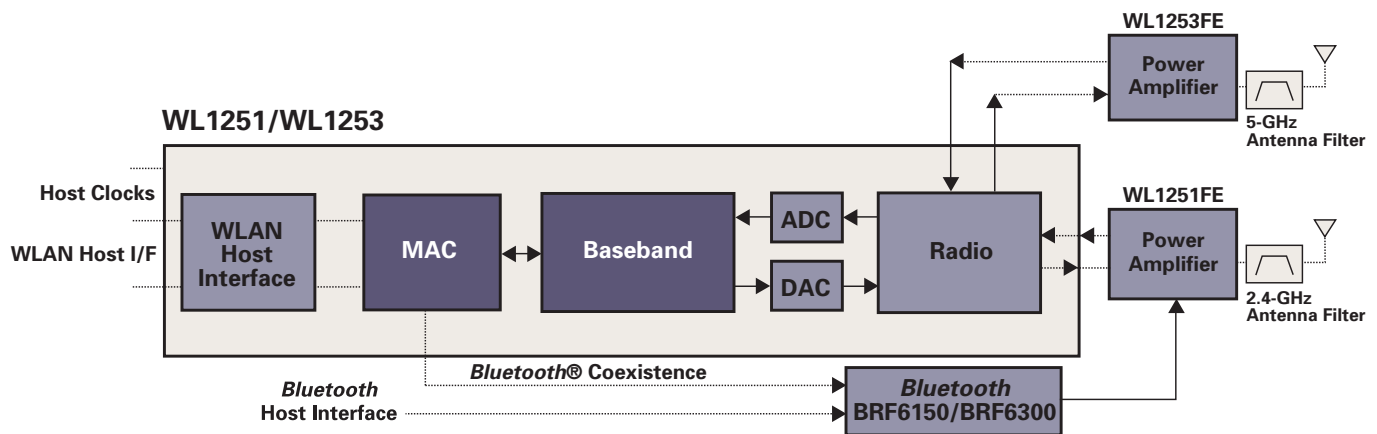 WL1253FE
Power
Amplifier
5-GHz
Antenna Filter
WL1251/WL1253
Host Clocks
WLAN Host I/F
WLAN
Host
Interface
MAC
Baseband
ADC
DAC
Radio
WL1251FE
Power
Amplifier
2.4-GHz
Antenna Filter
Bluetooth® Coexistence
Bluetooth
Host Interface
Bluetooth
BRF6150/BRF6300